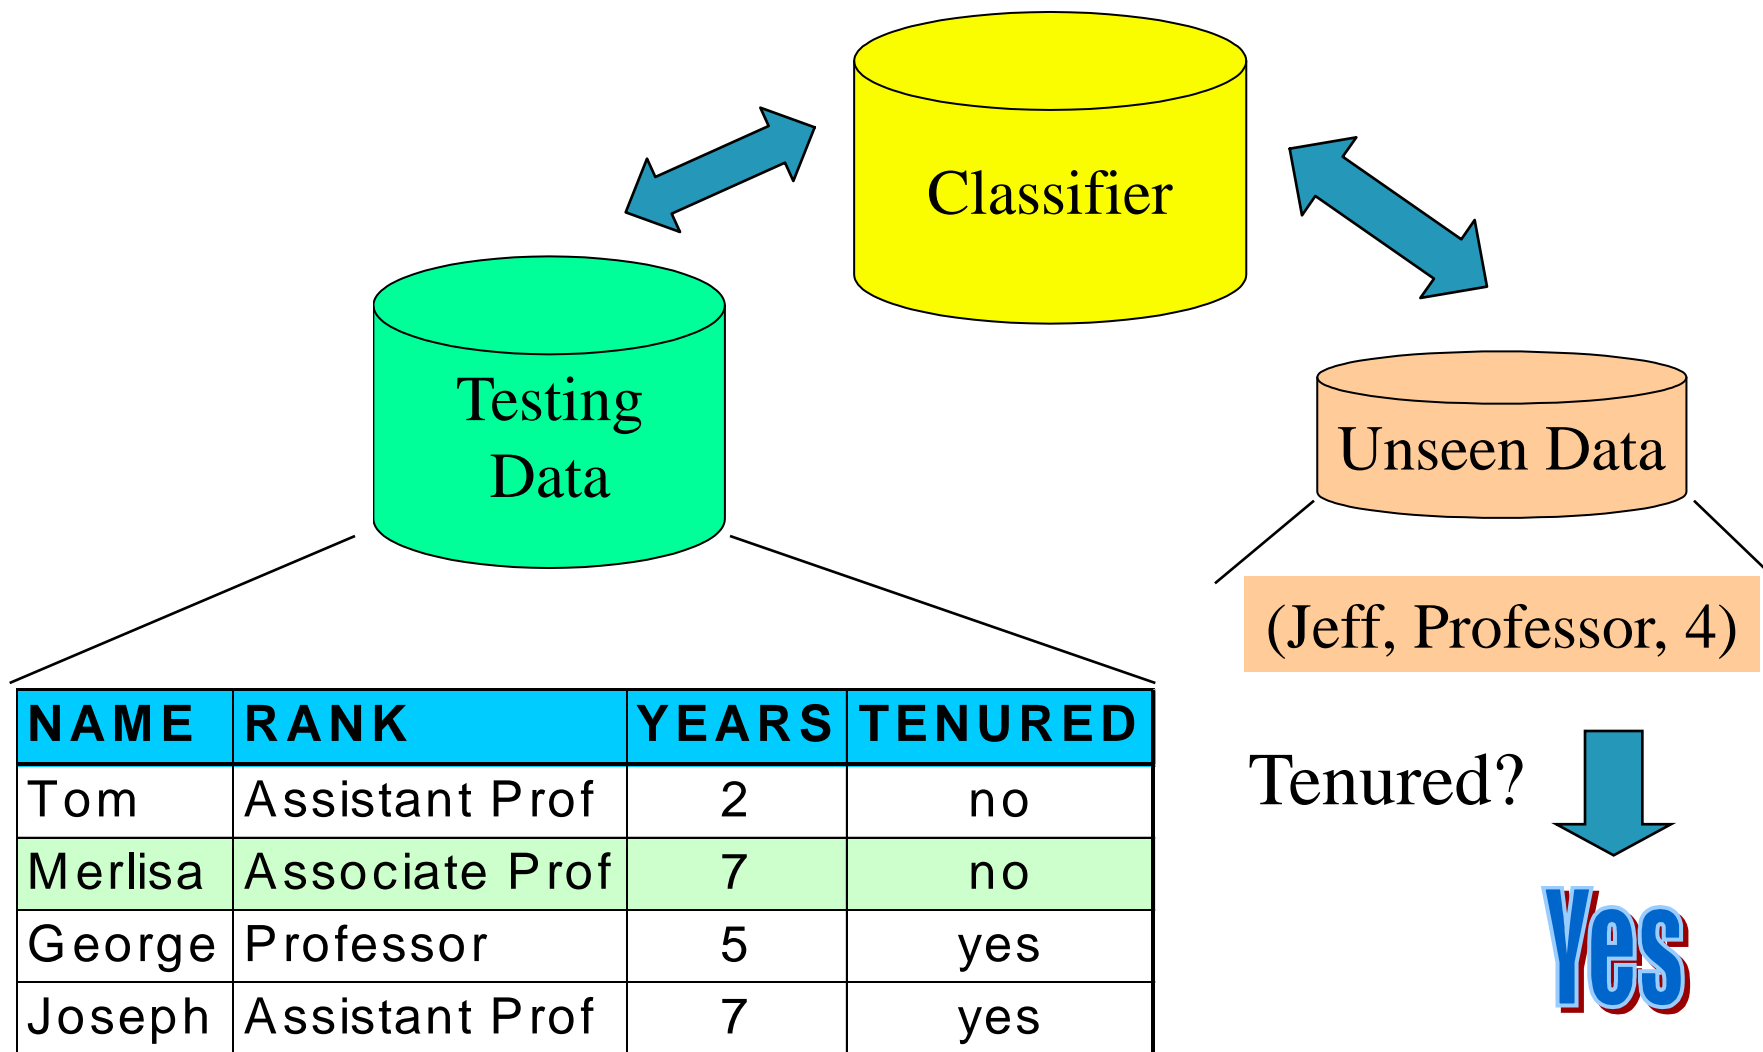 Classifier
Testing
Data
Unseen Data
(Jeff, Professor, 4)
NAME RANK YEARS TENURED
Tom Assistant Prof 2 no
Merlisa Associate Prof 7 no
George Professor 5 yes
Joseph Assistant Prof 7 yes
Tenured?
Yes